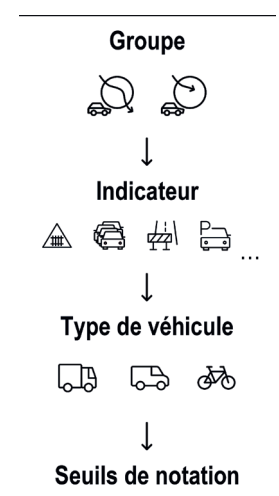 Groupe
Indicateur
P
...
Type de véhicule
Seuils de notation